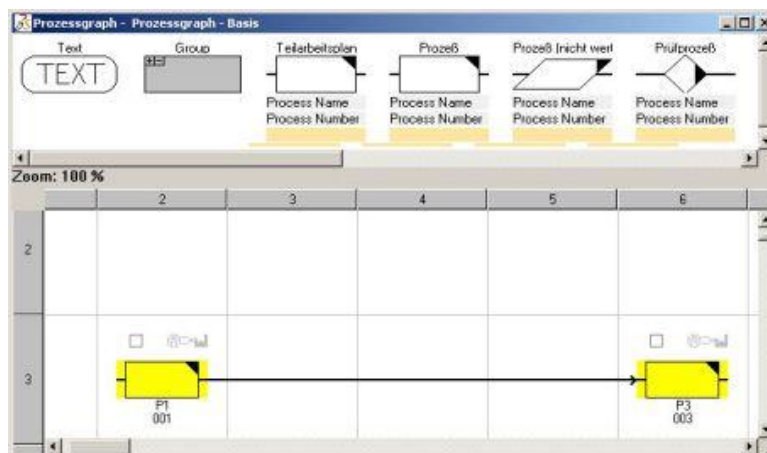 Prozessgraph - Prozessgraph - Basis
Text Group Teilarbeitsplan Prozeß Prozeß (nicht wert Prüfprozeß
TEXT
Process Name Process Name Process Name Process Name
Process Number Process Number Process Number Process Number
Zoom: 100 %
2 3 4 5 6
2
3
P1 P3
001 003